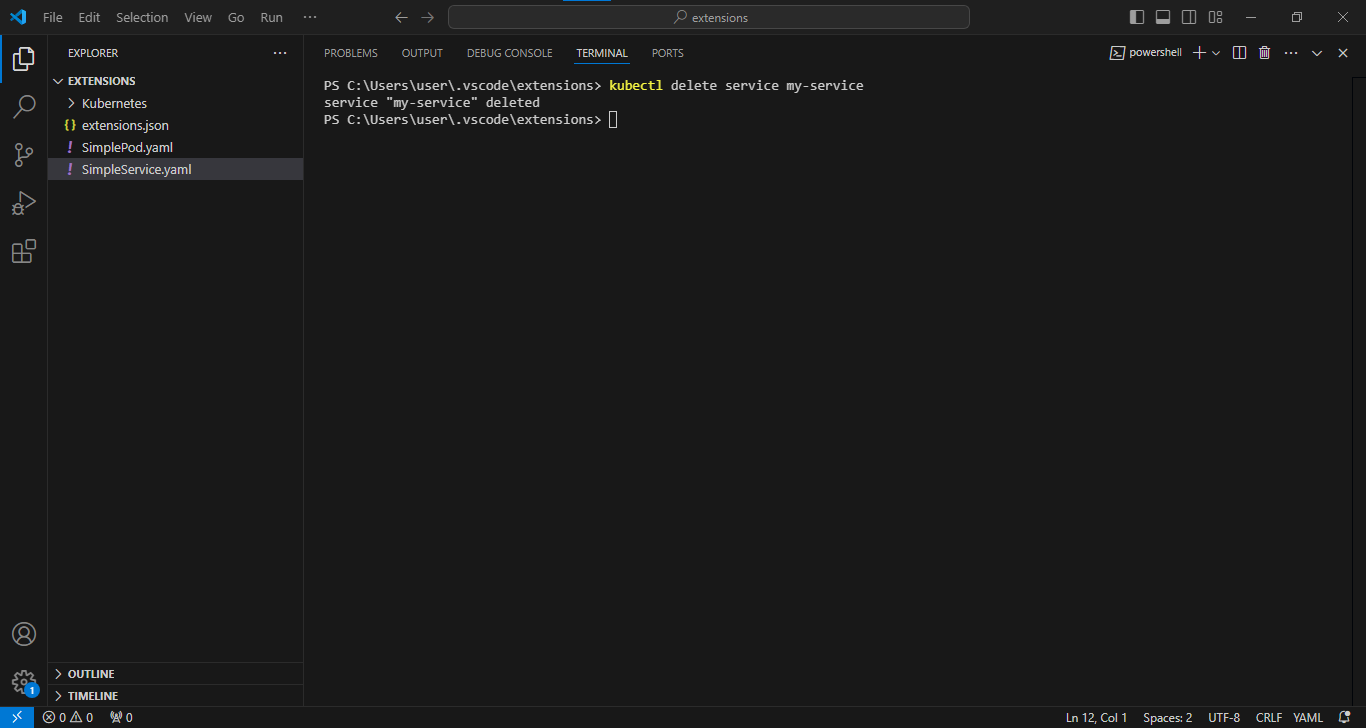 File Edit Selection View Go Run ··· extensions
EXPLORER ···
EXTENSIONS
Kubernetes
{} extensions.json
! SimplePod.yaml
! SimpleService.yaml
OUTLINE
TIMELINE
PROBLEMS OUTPUT DEBUG CONSOLE TERMINAL PORTS powershell ···
PS C:\Users\user\.vscode\extensions> kubectl delete service my-service
service "my-service" deleted
PS C:\Users\user\.vscode\extensions>
1
0 0 0 Ln 12, Col 1 Spaces: 2 UTF-8 CRLF YAML